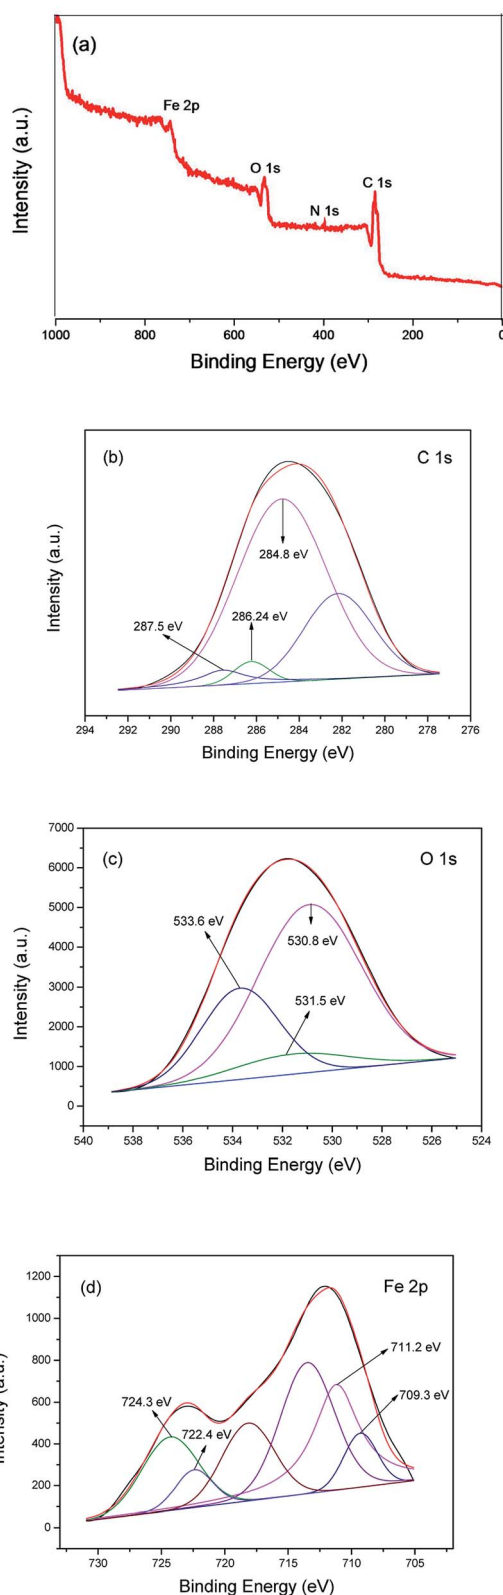 (a)
Fe 2p
O 1s
N 1s
C 1s
Intensity (a.u.)
1000 800 600 400 200 0
Binding Energy (eV)
(b) C 1s
284.8 eV
286.24 eV
287.5 eV
Intensity (a.u.)
294 292 290 288 286 284 282 280 278 276
Binding Energy (eV)
7000
(c) O 1s
6000
533.6 eV
530.8 eV
5000
4000
3000
531.5 eV
2000
1000
0
Intensity (a.u.)
540 538 536 534 532 530 528 526 524
Binding Energy (eV)
(d) Fe 2p
1200
1000
711.2 eV
800
724.3 eV
709.3 eV
600
722.4 eV
400
200
0
Intensity (a.u.)
730 725 720 715 710 705
Binding Energy (eV)